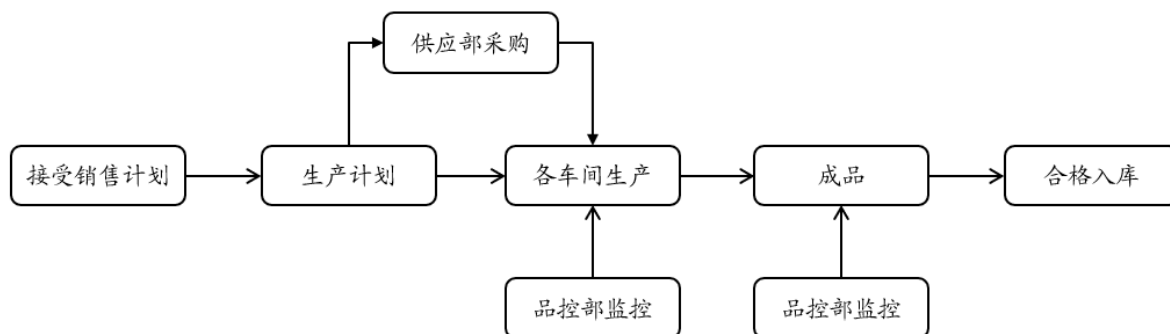 供应部采购
接受销售计划
生产计划
各车间生产
成品
合格入库
品控部监控
品控部监控